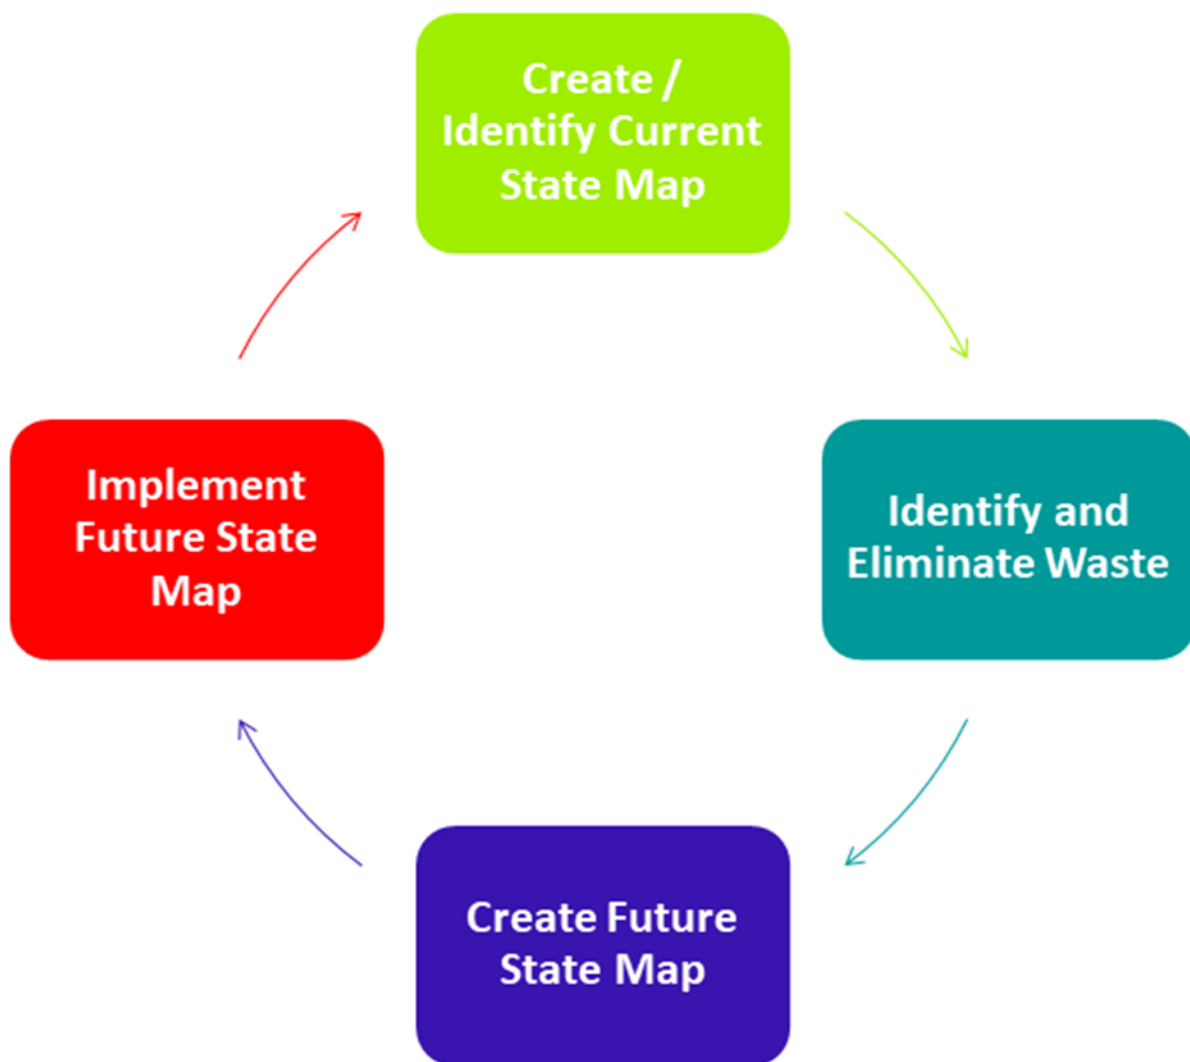 Create /
Identify Current
State Map
Identify and
Eliminate Waste
Create Future
State Map
Implement
Future State
Map